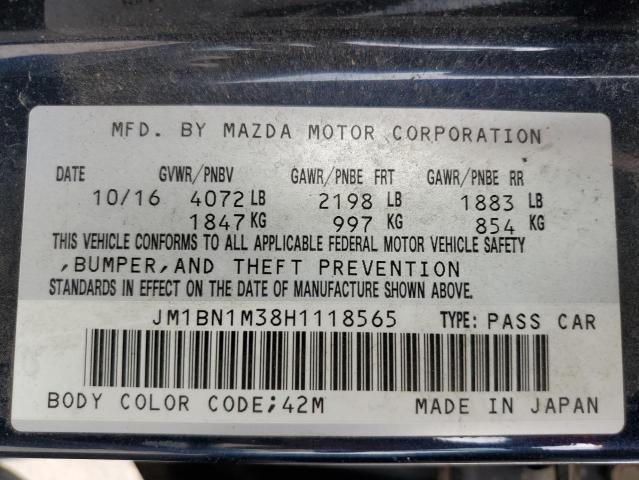 MFD. BY MAZDA MOTOR CORPORATION
DATE GVWR/PNBV GAWR/PNBE FRT GAWR/PNBE RR
10/16 4072 LB 2198 LB 1883 LB
1847 KG 997 KG 854 KG
THIS VEHICLE CONFORMS TO ALL APPLICABLE FEDERAL MOTOR VEHICLE SAFETY
,BUMPER,AND THEFT PREVENTION
STANDARDS IN EFFECT ON THE DATE OF MANUFACTURE SHOWN ABOVE.
JM1BN1M38H1118565 TYPE: PASS CAR
BODY COLOR CODE;42M MADE IN JAPAN